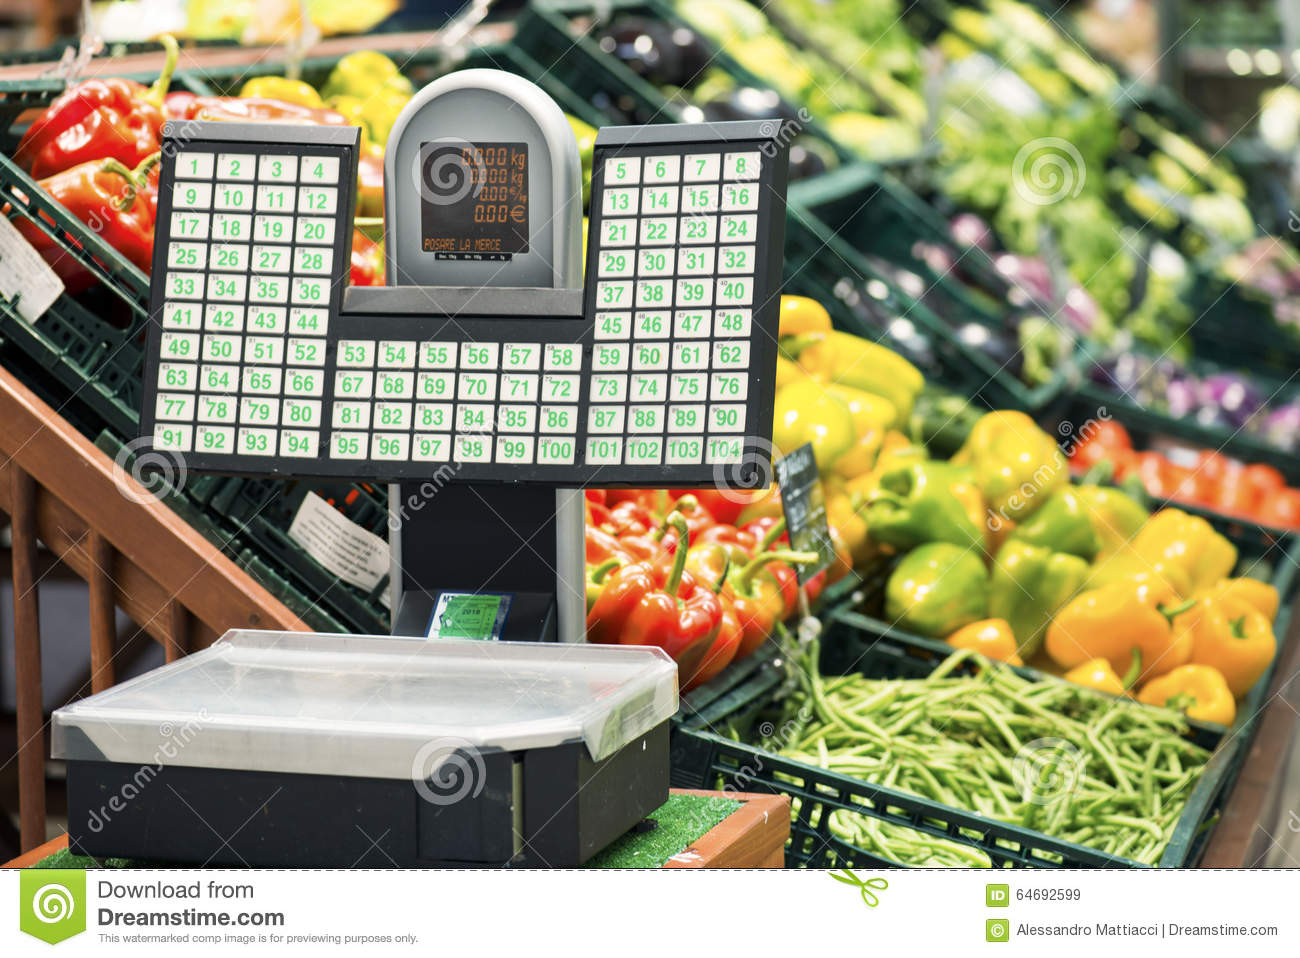 0.000 kg
0.000 kg
0.00 €/kg
0.00 €
POSARE LA MERCE
1 2 3 4
9 10 11 12
17 18 19 20
25 26 27 28
33 34 35 36
41 42 43 44
49 50 51 52
63 64 65 66
77 78 79 80
91 92 93 94
53 54 55 56 57 58
67 68 69 70 71 72
81 82 83 84 85 86
95 96 97 98 99 100
5 6 7 8
13 14 15 16
21 22 23 24
29 30 31 32
37 38 39 40
45 46 47 48
59 60 61 62
73 74 75 76
87 88 89 90
101 102 103 104
2018
dreamstime
Download from
Dreamstime.com
This watermarked comp image is for previewing purposes only.
ID 64692599
© Alessandro Mattiacci | Dreamstime.com